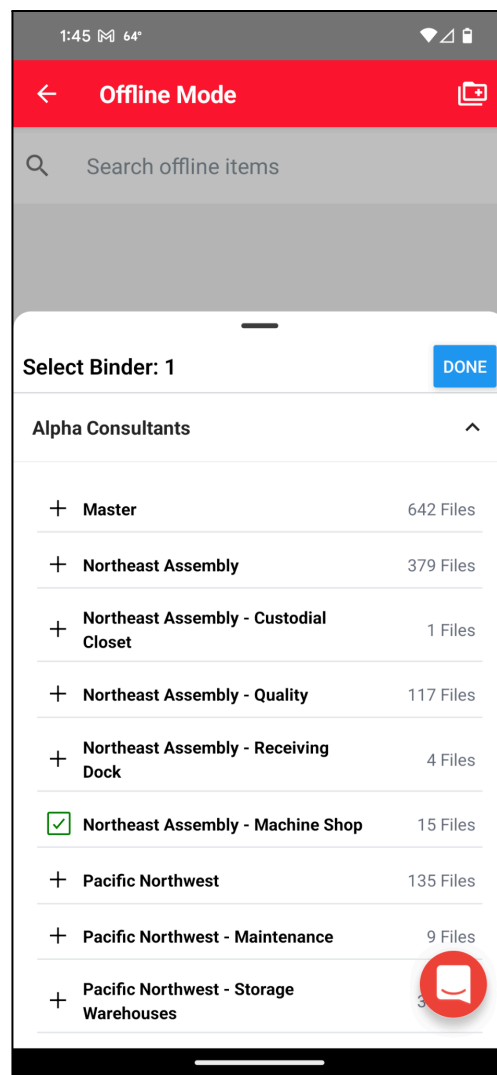 1:45 64°
Offline Mode
Search offline items
Select Binder: 1 DONE
Alpha Consultants
Master 642 Files
Northeast Assembly 379 Files
Northeast Assembly - Custodial
Closet 1 Files
Northeast Assembly - Quality 117 Files
Northeast Assembly - Receiving
Dock 4 Files
Northeast Assembly - Machine Shop 15 Files
Pacific Northwest 135 Files
Pacific Northwest - Maintenance 9 Files
Pacific Northwest - Storage
Warehouses